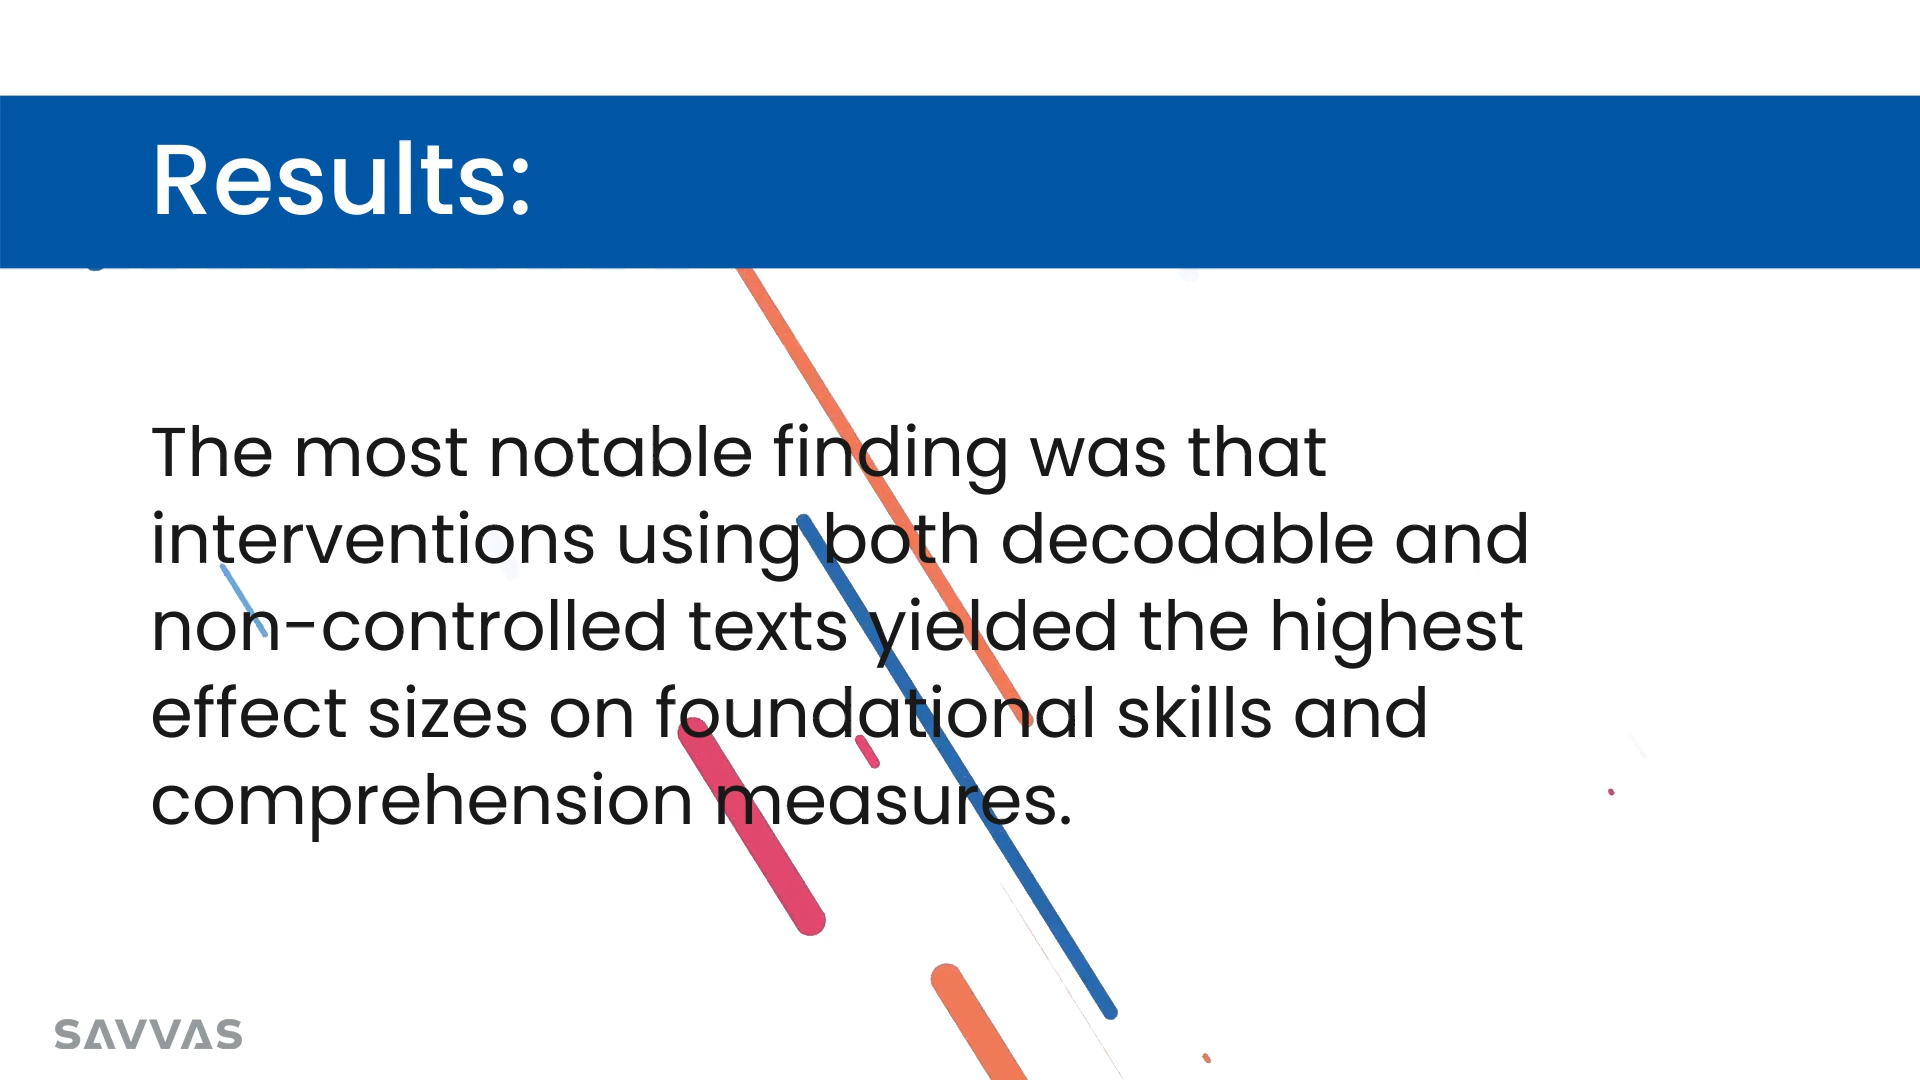 Results:
The most notable finding was that
interventions using both decodable and
non-controlled texts yielded the highest
effect sizes on foundational skills and
comprehension measures.
SAVVAS